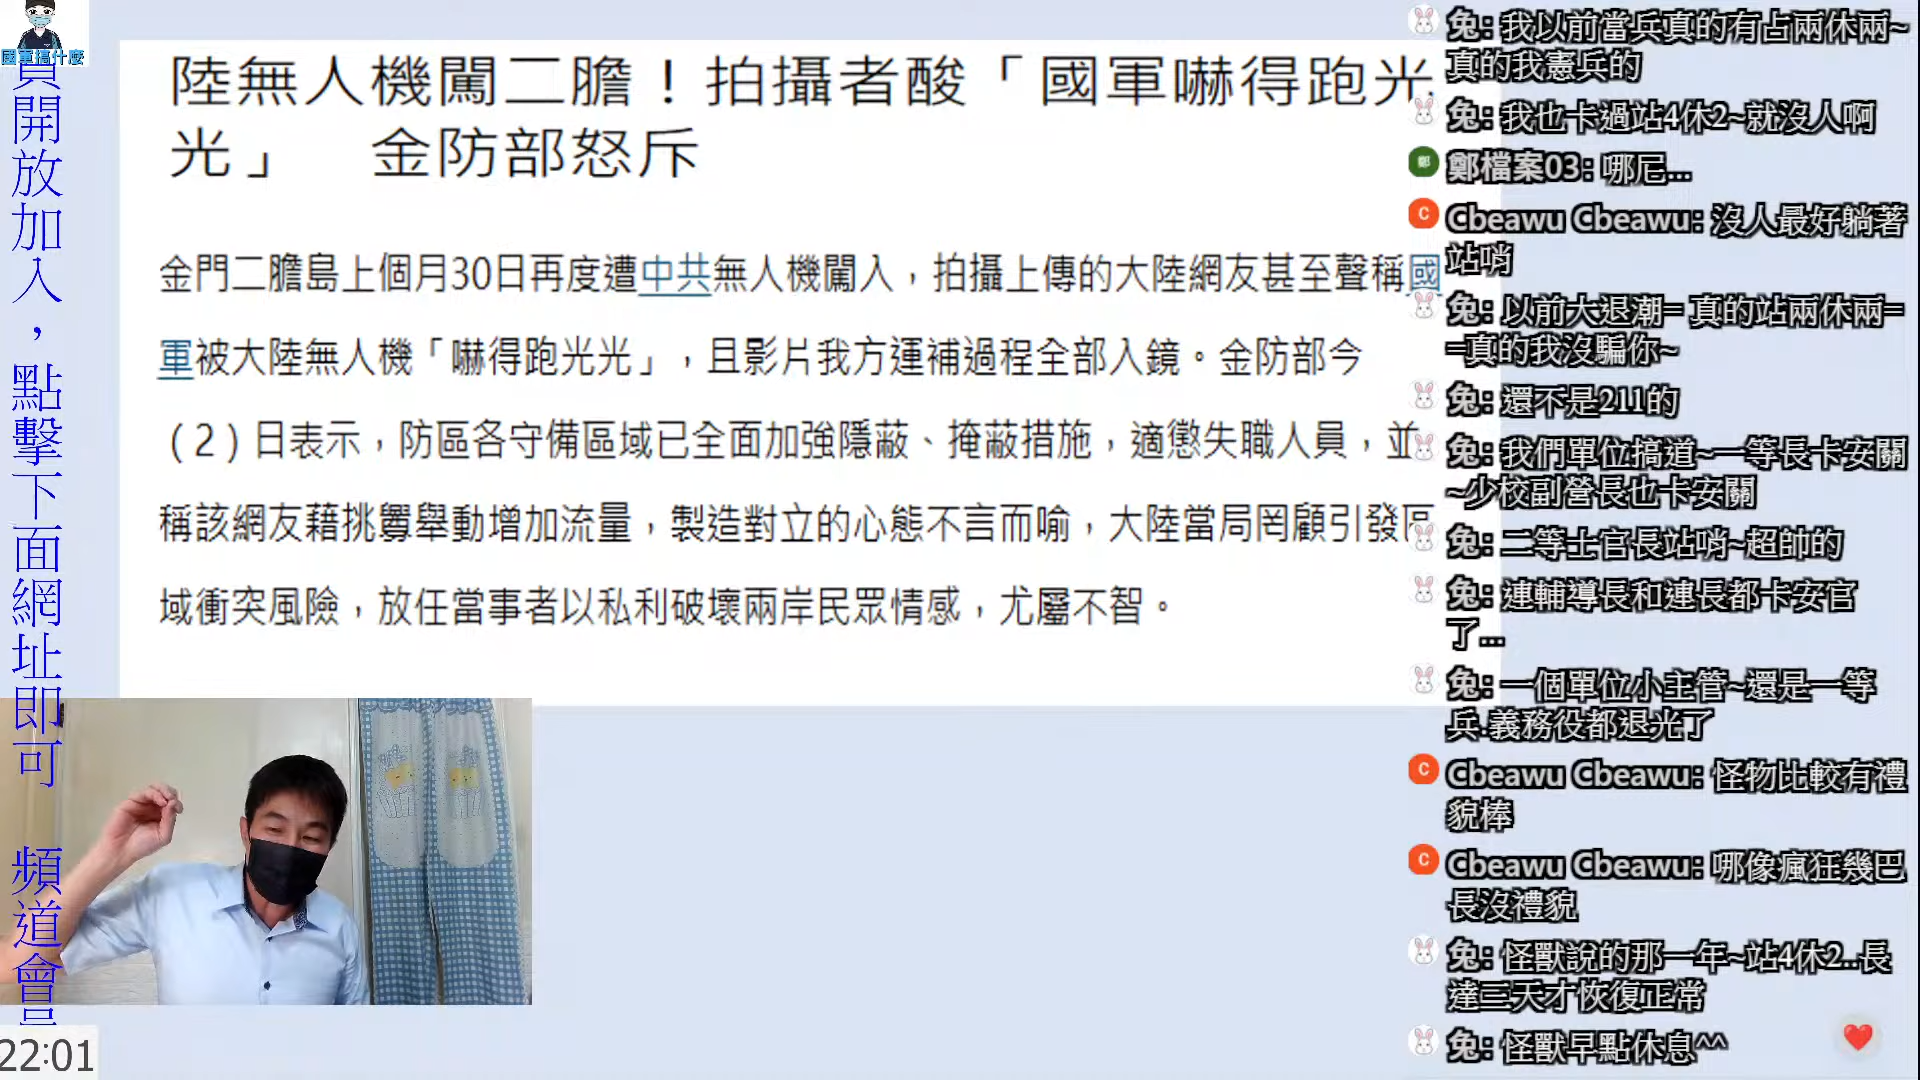 國軍搞什麼
員開放加入，點擊下面網址即可 頻道會員
陸無人機闖二膽！拍攝者酸「國軍嚇得跑光
光」 金防部怒斥
金門二膽島上個月30日再度遭中共無人機闖入，拍攝上傳的大陸網友甚至聲稱國
軍被大陸無人機「嚇得跑光光」，且影片我方運補過程全部入鏡。金防部今
（2）日表示，防區各守備區域已全面加強隱蔽、掩蔽措施，適懲失職人員，並
稱該網友藉挑釁舉動增加流量，製造對立的心態不言而喻，大陸當局罔顧引發區
域衝突風險，放任當事者以私利破壞兩岸民眾情感，尤屬不智。
兔: 我以前當兵真的有占兩休兩~
真的我憲兵的
兔: 我也卡過站4休2~就沒人啊
鄭檔案03: 哪尼...
Cbeawu Cbeawu: 沒人最好躺著
站哨
兔: 以前大退潮= 真的站兩休兩=
=真的我沒騙你~
兔: 還不是211的
兔: 我們單位搞道~一等長卡安關
~少校副營長也卡安關
兔: 二等士官長站哨~超帥的
兔: 連輔導長和連長都卡安官
了...
兔: 一個單位小主管~還是一等
兵.義務役都退光了
Cbeawu Cbeawu: 怪物比較有禮
貌棒
Cbeawu Cbeawu: 哪像瘋狂幾巴
長沒禮貌
兔: 怪獸說的那一年~站4休2..長
達三天才恢復正常
兔: 怪獸早點休息^^
22:01